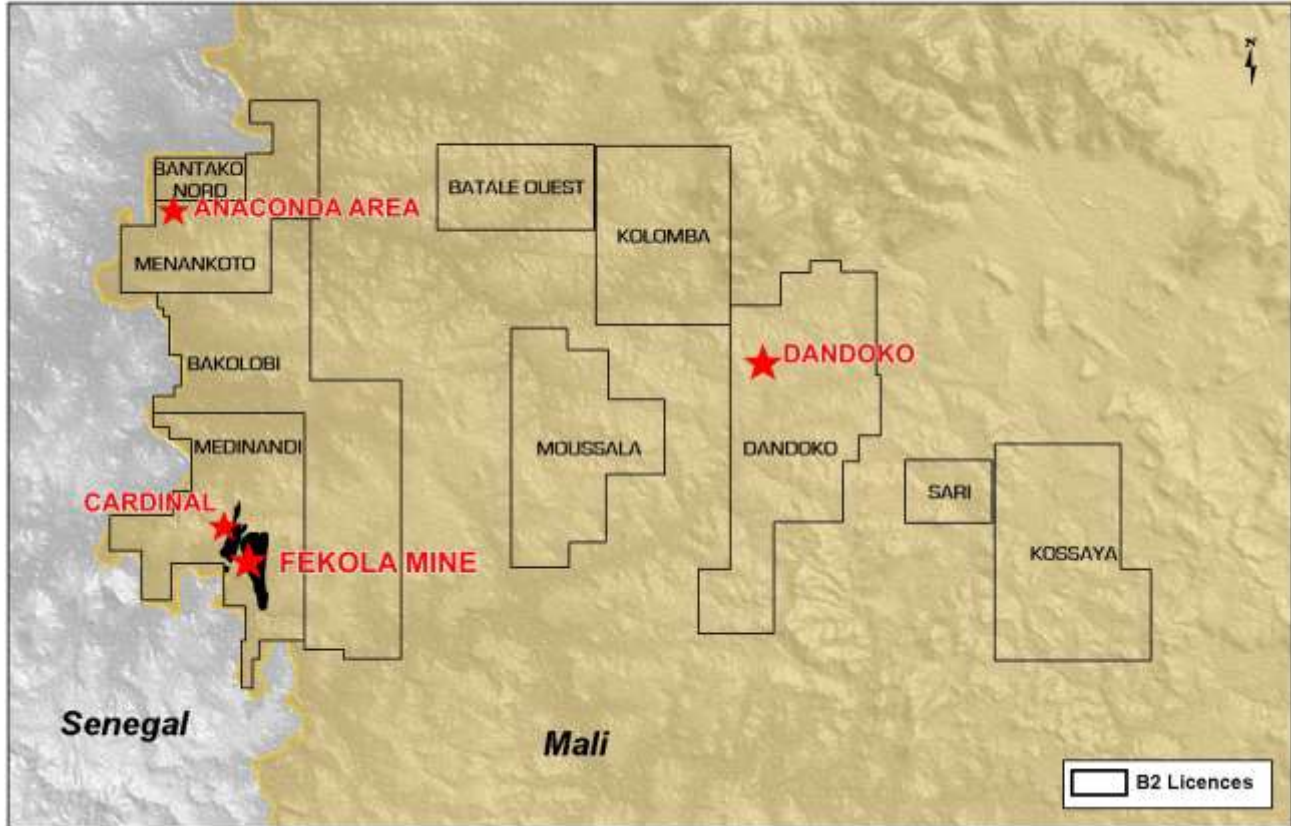 N
BANTAKO
NORD
ANACONDA AREA
MENANKOTO
BATALE OUEST
KOLOMBA
BAKOLOBI
DANDOKO
MEDINANDI
MOUSSALA
DANDOKO
CARDINAL
SARI
FEKOLA MINE
KOSSAYA
Senegal
Mali
B2 Licences